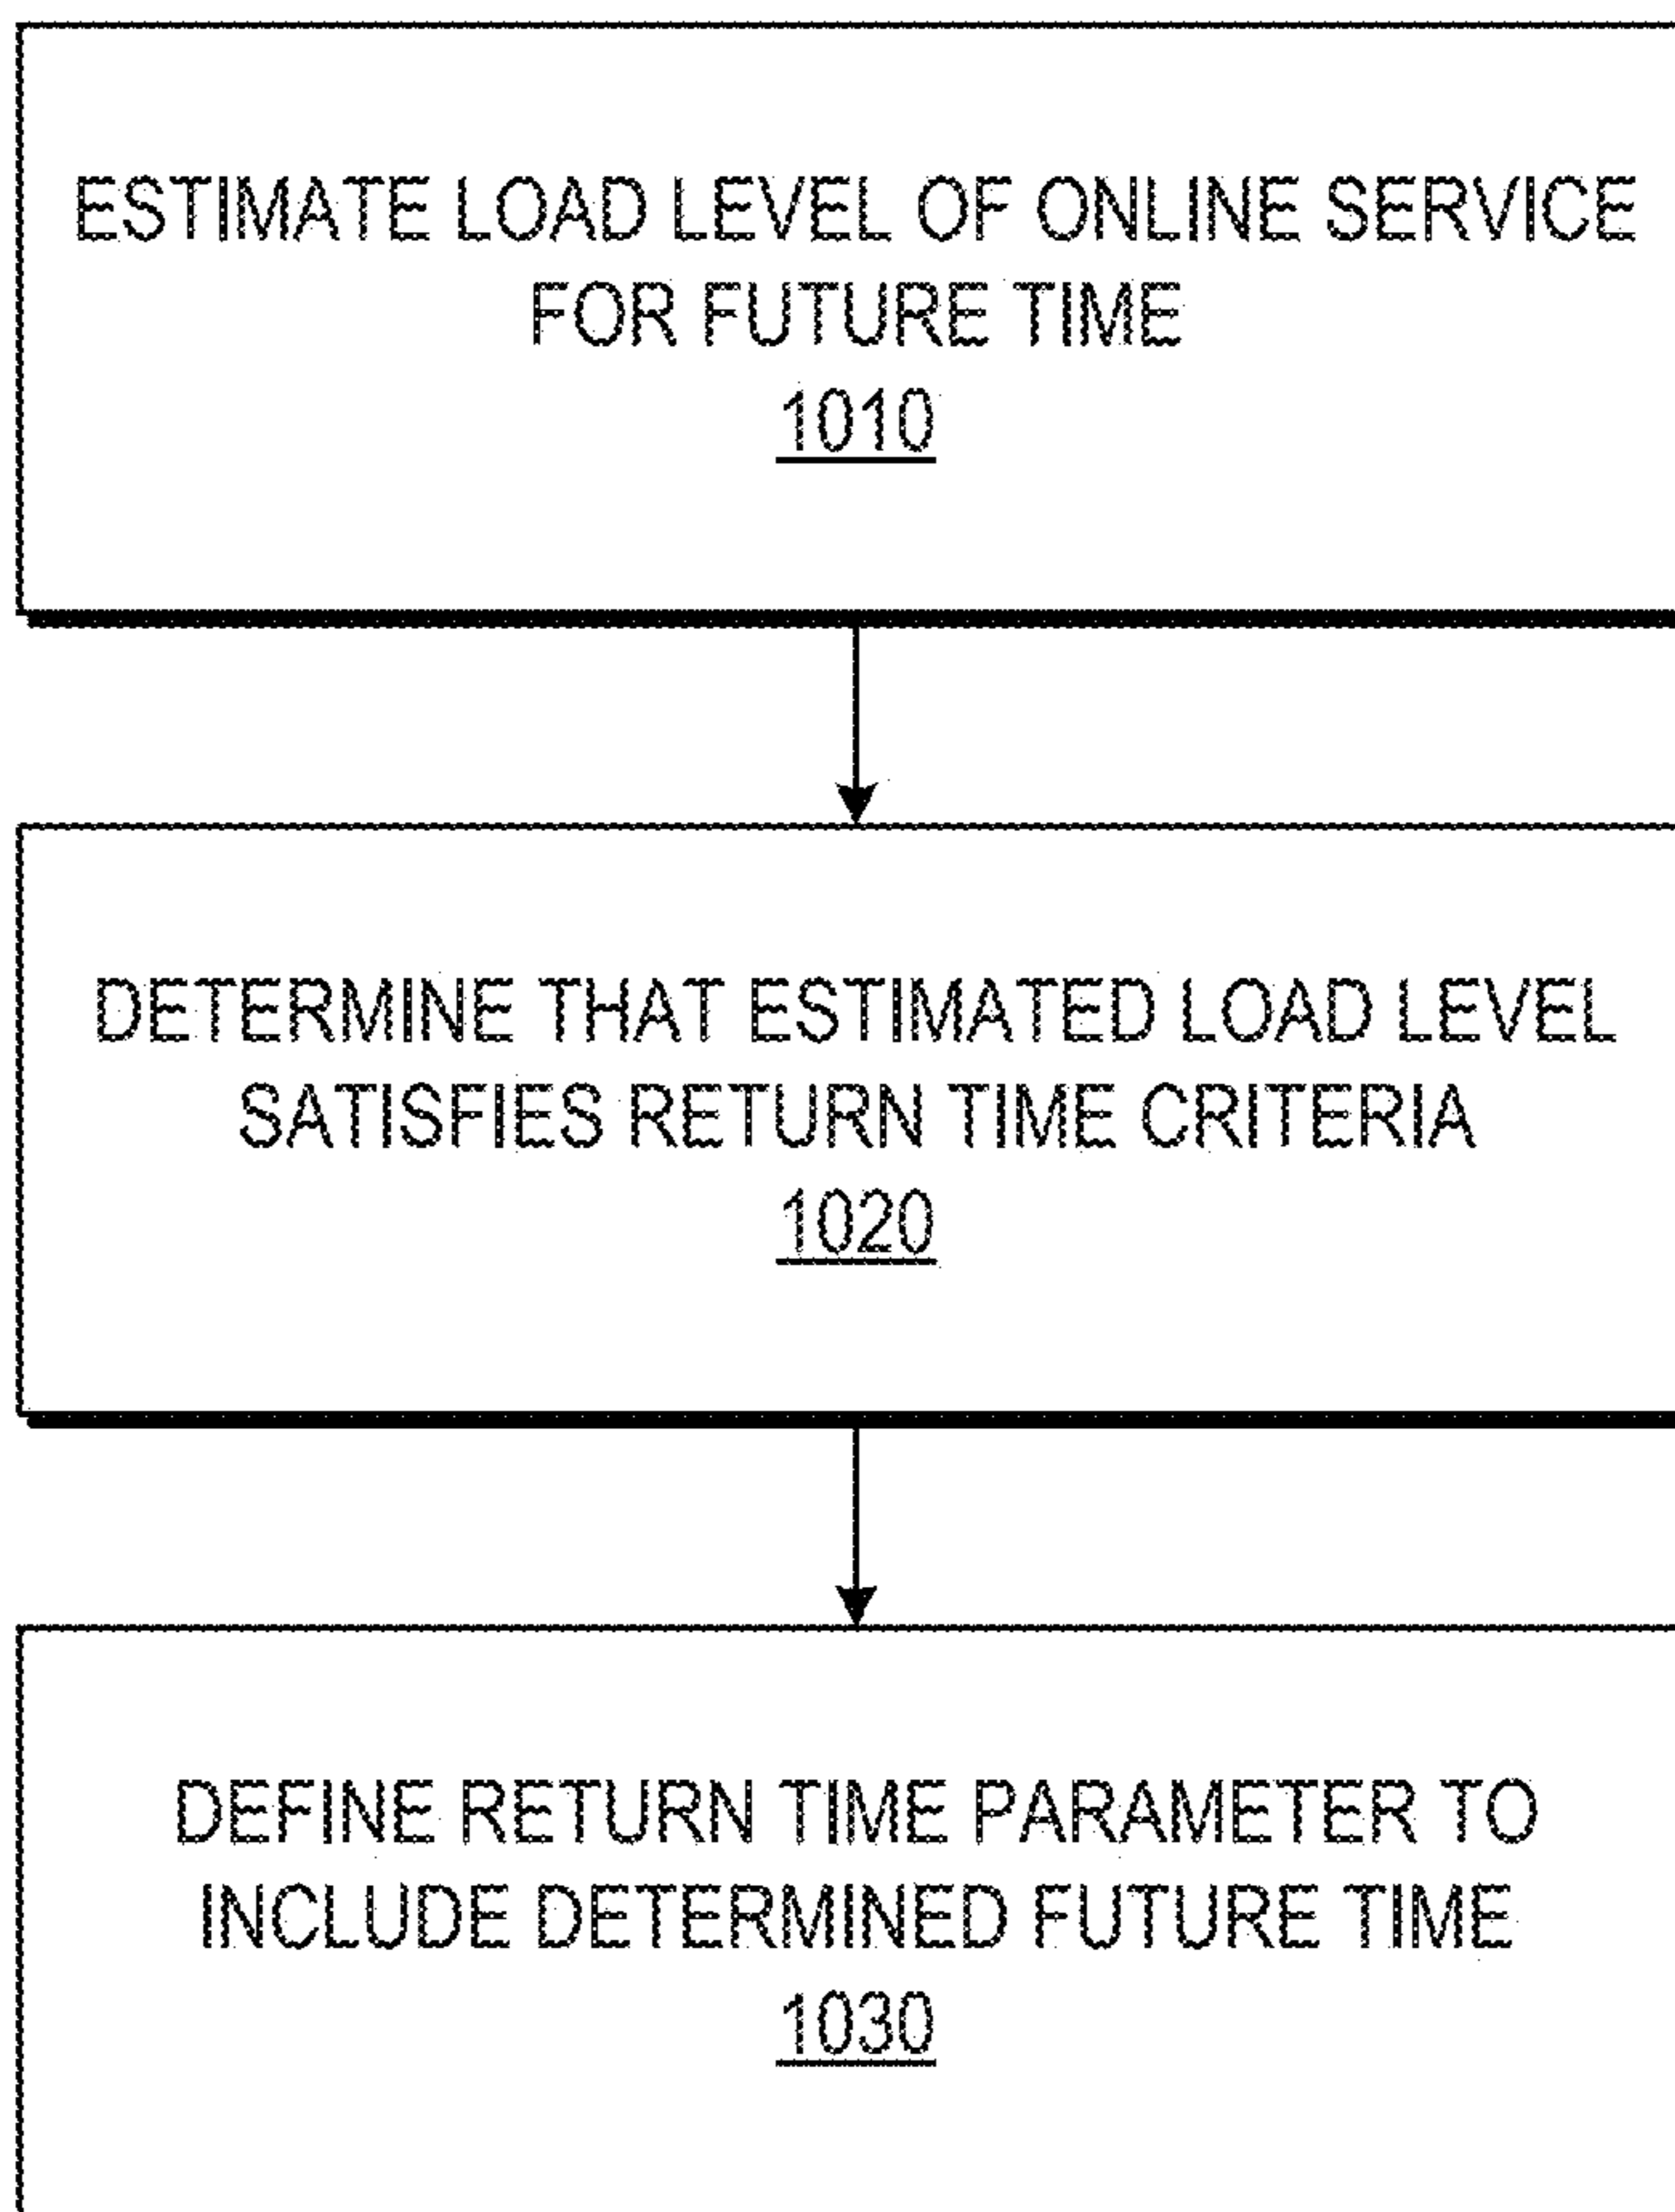 ESTIMATE LOAD LEVEL OF ONLINE SERVICE
FOR FUTURE TIME
1010
DETERMINE THAT ESTIMATED LOAD LEVEL
SATISFIES RETURN TIME CRITERIA
1020
DEFINE RETURN TIME PARAMETER TO
INCLUDE DETERMINED FUTURE TIME
1030